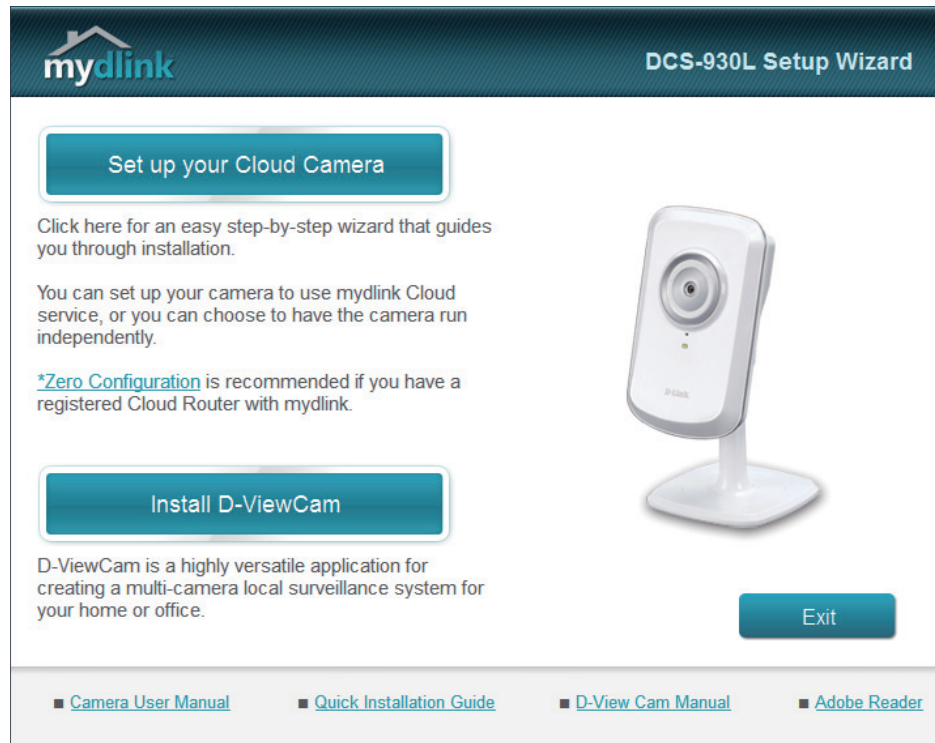 mydlink
DCS-930L Setup Wizard
Set up your Cloud Camera
Click here for an easy step-by-step wizard that guides
you through installation.
You can set up your camera to use mydlink Cloud
service, or you can choose to have the camera run
independently.
*Zero Configuration is recommended if you have a
registered Cloud Router with mydlink.
D-Link
Install D-ViewCam
D-ViewCam is a highly versatile application for
creating a multi-camera local surveillance system for
your home or office.
Exit
Camera User Manual
Quick Installation Guide
D-View Cam Manual
Adobe Reader